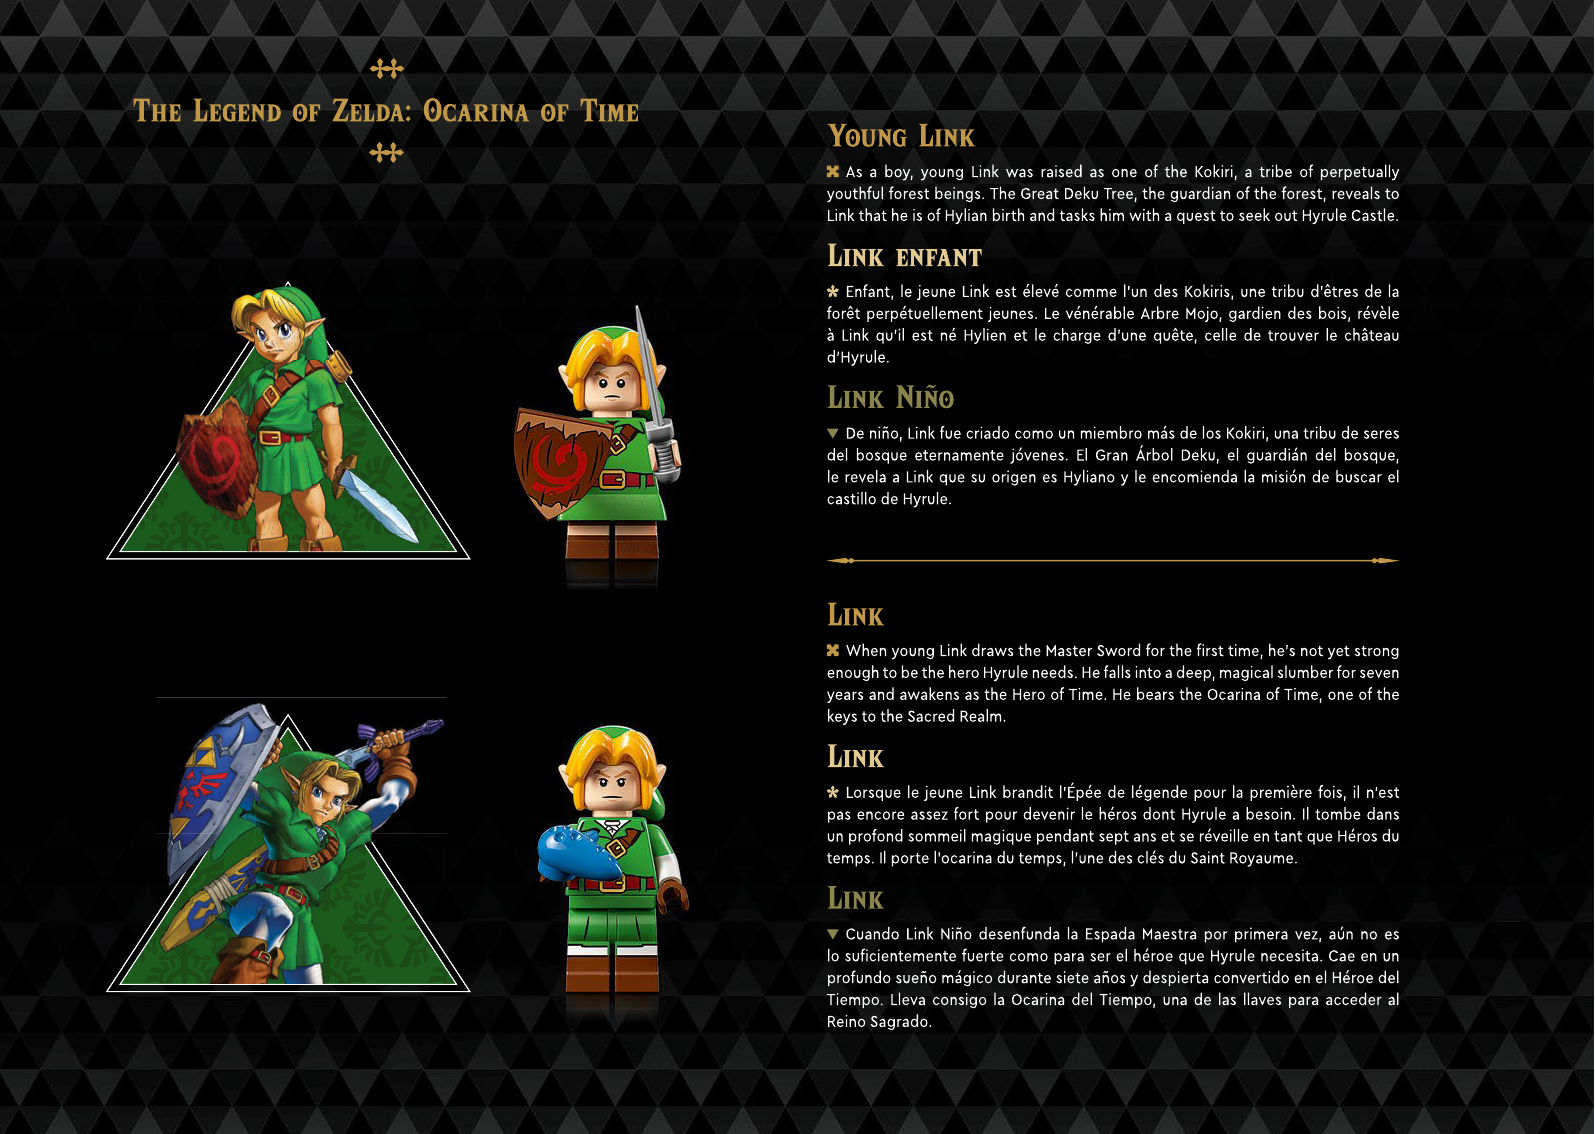 The Legend of Zelda: Ocarina of Time
Young Link
As a boy, young Link was raised as one of the Kokiri, a tribe of perpetually
youthful forest beings. The Great Deku Tree, the guardian of the forest, reveals to
Link that he is of Hylian birth and tasks him with a quest to seek out Hyrule Castle.
Link enfant
Enfant, le jeune Link est élevé comme l'un des Kokiris, une tribu d'êtres de la
forêt perpétuellement jeunes. Le vénérable Arbre Mojo, gardien des bois, révèle
à Link qu'il est né Hylien et le charge d'une quête, celle de trouver le château
d'Hyrule.
Link Niño
De niño, Link fue criado como un miembro más de los Kokiri, una tribu de seres
del bosque eternamente jóvenes. El Gran Árbol Deku, el guardián del bosque,
le revela a Link que su origen es Hyliano y le encomienda la misión de buscar el
castillo de Hyrule.
Link
When young Link draws the Master Sword for the first time, he's not yet strong
enough to be the hero Hyrule needs. He falls into a deep, magical slumber for seven
years and awakens as the Hero of Time. He bears the Ocarina of Time, one of the
keys to the Sacred Realm.
Link
Lorsque le jeune Link brandit l'Épée de légende pour la première fois, il n'est
pas encore assez fort pour devenir le héros dont Hyrule a besoin. Il tombe dans
un profond sommeil magique pendant sept ans et se réveille en tant que Héros du
temps. Il porte l'ocarina du temps, l'une des clés du Saint Royaume.
Link
Cuando Link Niño desenfunda la Espada Maestra por primera vez, aún no es
lo suficientemente fuerte como para ser el héroe que Hyrule necesita. Cae en un
profundo sueño mágico durante siete años y despierta convertido en el Héroe del
Tiempo. Lleva consigo la Ocarina del Tiempo, una de las llaves para acceder al
Reino Sagrado.